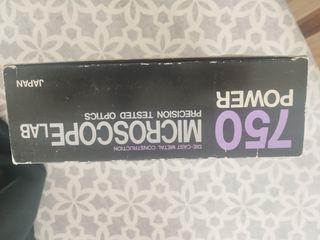 750
POWER
DIE-CAST METAL CONSTRUCTION
MICROSCOPE LAB
PRECISION TESTED OPTICS
JAPAN